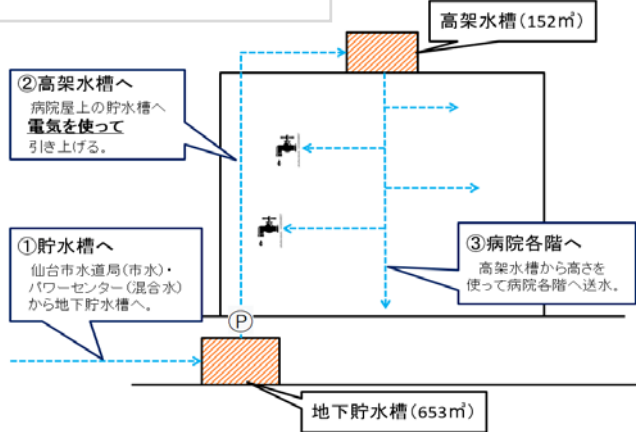 高架水槽(152㎥)
②高架水槽へ
病院屋上の貯水槽へ
電気を使って
引き上げる。
①貯水槽へ
仙台市水道局(市水)・
パワーセンター(混合水)
から地下貯水槽へ。
③病院各階へ
高架水槽から高さを
使って病院各階へ送水。
P
地下貯水槽(653㎥)